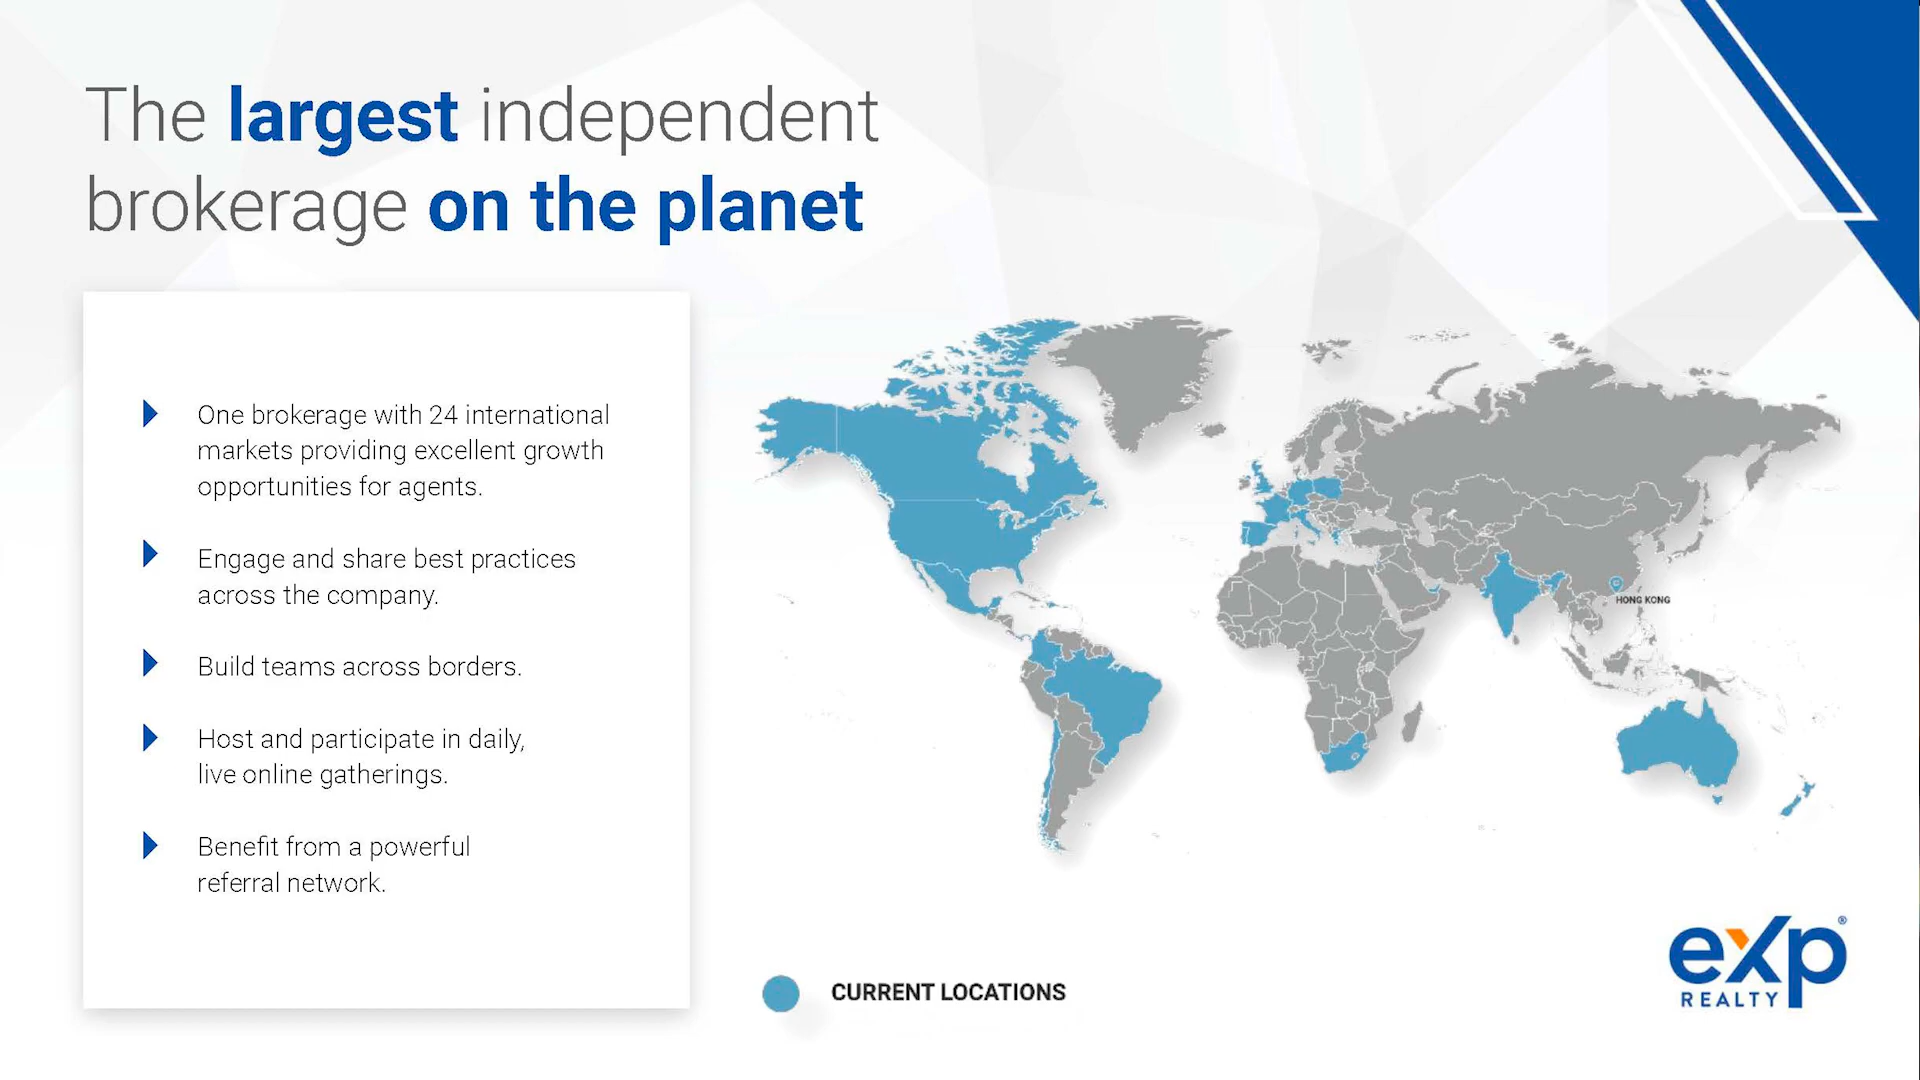 The largest independent
brokerage on the planet
One brokerage with 24 international
markets providing excellent growth
opportunities for agents.
Engage and share best practices
across the company.
Build teams across borders.
Host and participate in daily,
live online gatherings.
Benefit from a powerful
referral network.
HONG KONG
CURRENT LOCATIONS
eXp®
REALTY